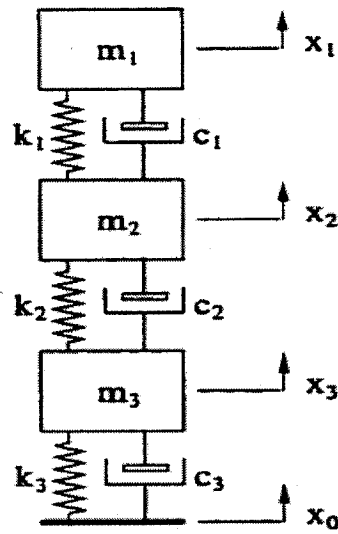 m₁ x₁
k₁ c₁
m₂ x₂
k₂ c₂
m₃ x₃
k₃ c₃
x₀